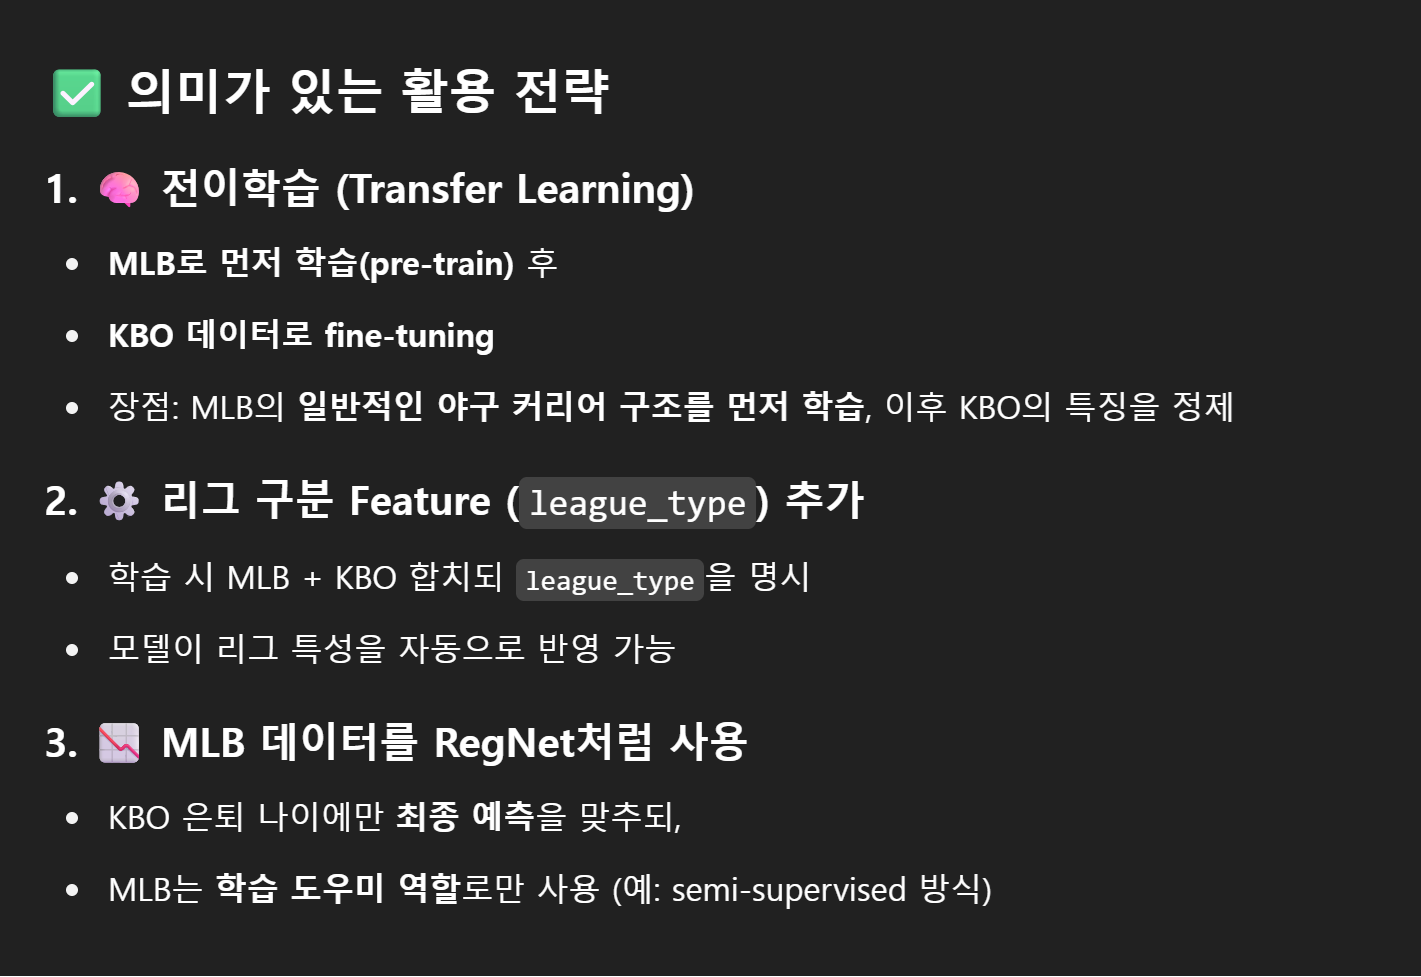 ✅ 의미가 있는 활용 전략
1. 🧠 전이학습 (Transfer Learning)
• MLB로 먼저 학습(pre-train) 후
• KBO 데이터로 fine-tuning
• 장점: MLB의 일반적인 야구 커리어 구조를 먼저 학습, 이후 KBO의 특징을 정제
2. ⚙️ 리그 구분 Feature (league_type) 추가
• 학습 시 MLB + KBO 합치되 league_type을 명시
• 모델이 리그 특성을 자동으로 반영 가능
3. 📉 MLB 데이터를 RegNet처럼 사용
• KBO 은퇴 나이에만 최종 예측을 맞추되,
• MLB는 학습 도우미 역할로만 사용 (예: semi-supervised 방식)